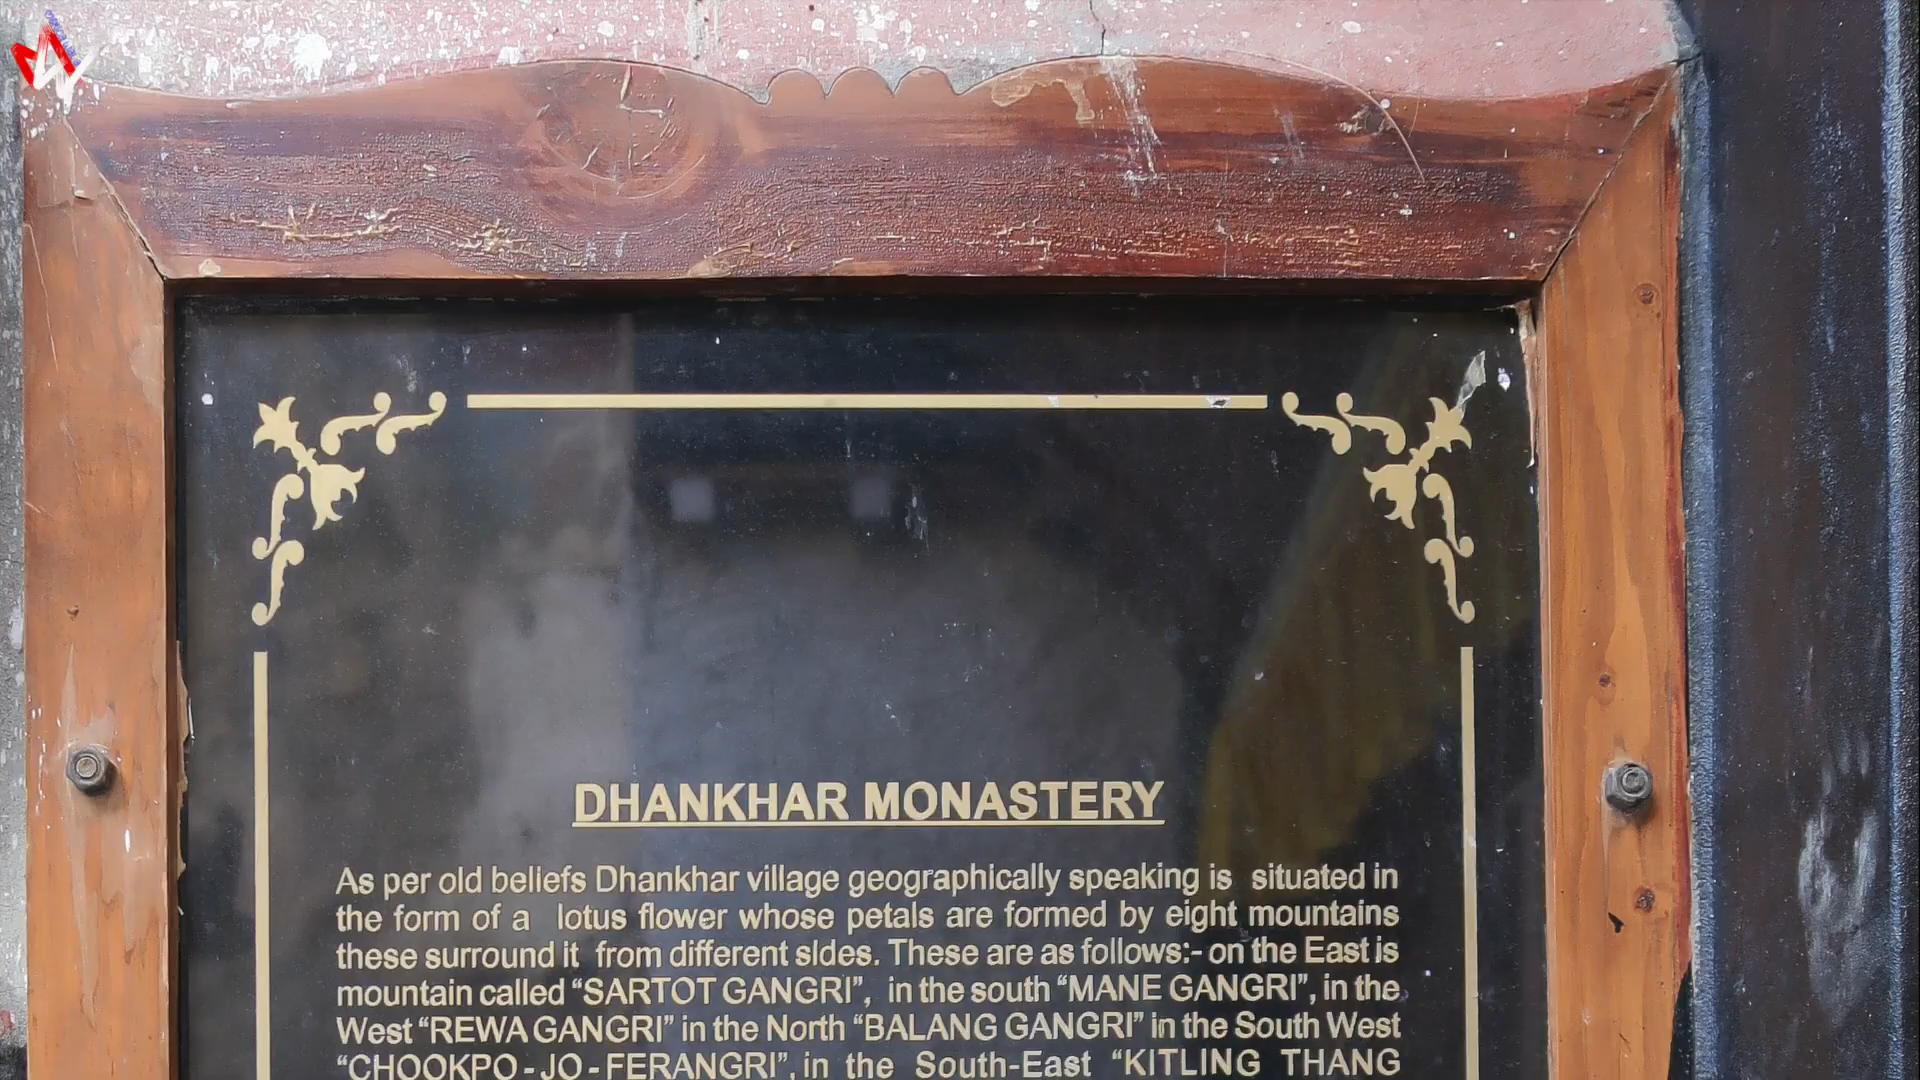 DHANKHAR MONASTERY
As per old beliefs Dhankhar village geographically speaking is situated in
the form of a lotus flower whose petals are formed by eight mountains
these surround it from different sIdes. These are as follows:- on the East is
mountain called “SARTOT GANGRI”, in the south “MANE GANGRI”, in the
West “REWA GANGRI” in the North “BALANG GANGRI” in the South West
“CHOOKPO - JO - FERANGRI”, in the South-East “KITLING THANG